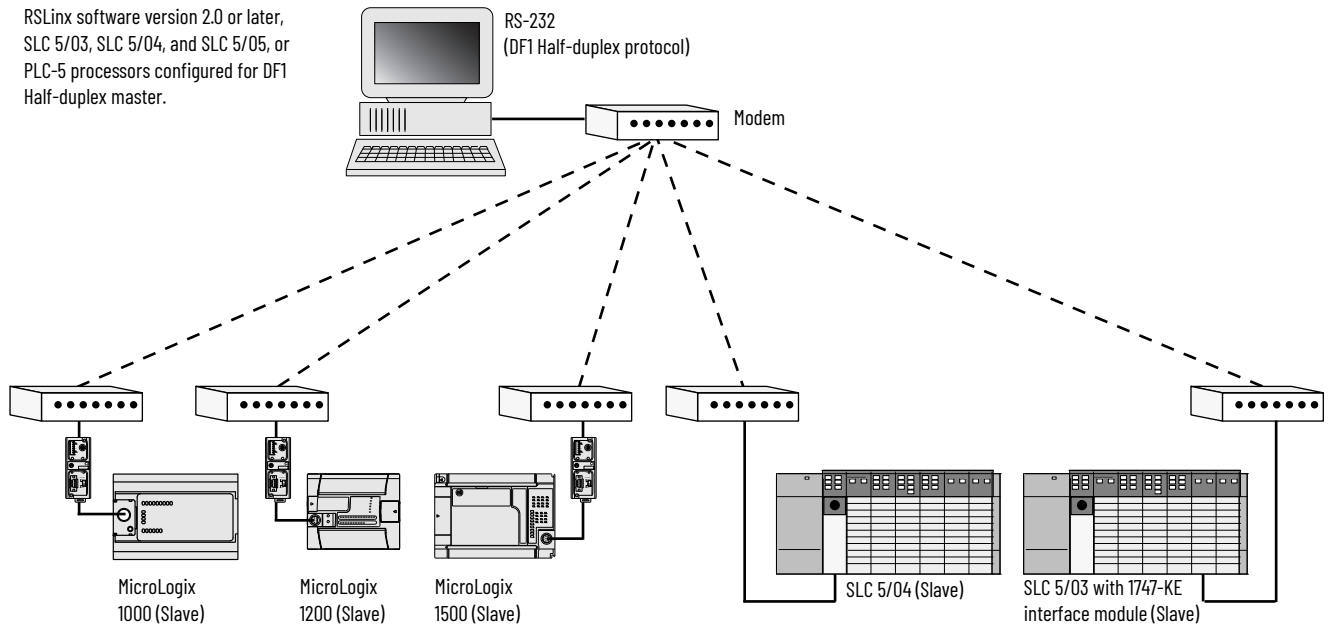 RSLinx software version 2.0 or later,
SLC 5/03, SLC 5/04, and SLC 5/05, or
PLC-5 processors configured for DF1
Half-duplex master.
RS-232
(DF1 Half-duplex protocol)
Modem
MicroLogix
1000 (Slave)
MicroLogix
1200 (Slave)
MicroLogix
1500 (Slave)
SLC 5/04 (Slave)
SLC 5/03 with 1747-KE
interface module (Slave)